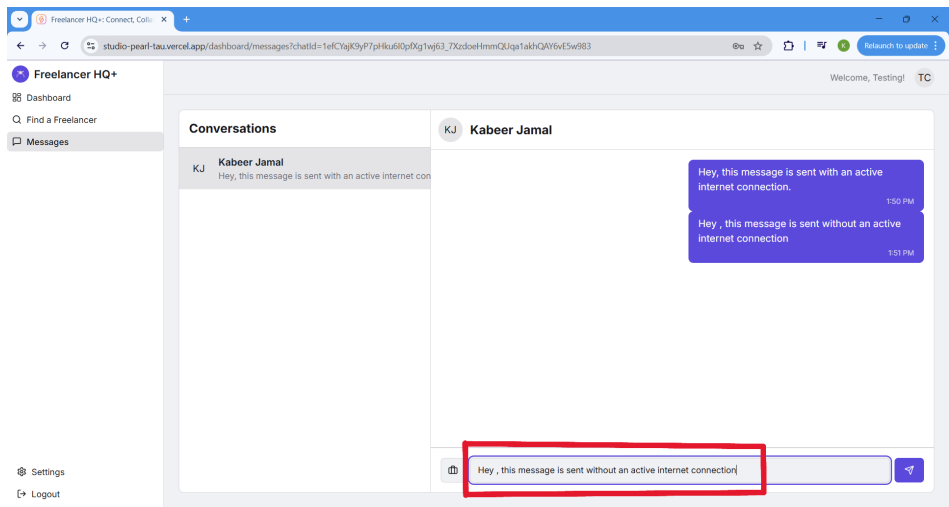 Freelancer HQ+: Connect, Colla
studio-pearl-tau.vercel.app/dashboard/messages?chatId=1efCYajK9yP7pHku6I0pfXg1wj63_7XzdoeHmmQUqa1akhQAY6vE5w983
K
Relaunch to update
Freelancer HQ+
Welcome, Testing!
TC
Dashboard
Find a Freelancer
Messages
Conversations
KJ
Kabeer Jamal
Hey, this message is sent with an active internet con
KJ
Kabeer Jamal
Hey, this message is sent with an active
internet connection.
1:50 PM
Hey , this message is sent without an active
internet connection
1:51 PM
Hey , this message is sent without an active internet connection
Settings
Logout